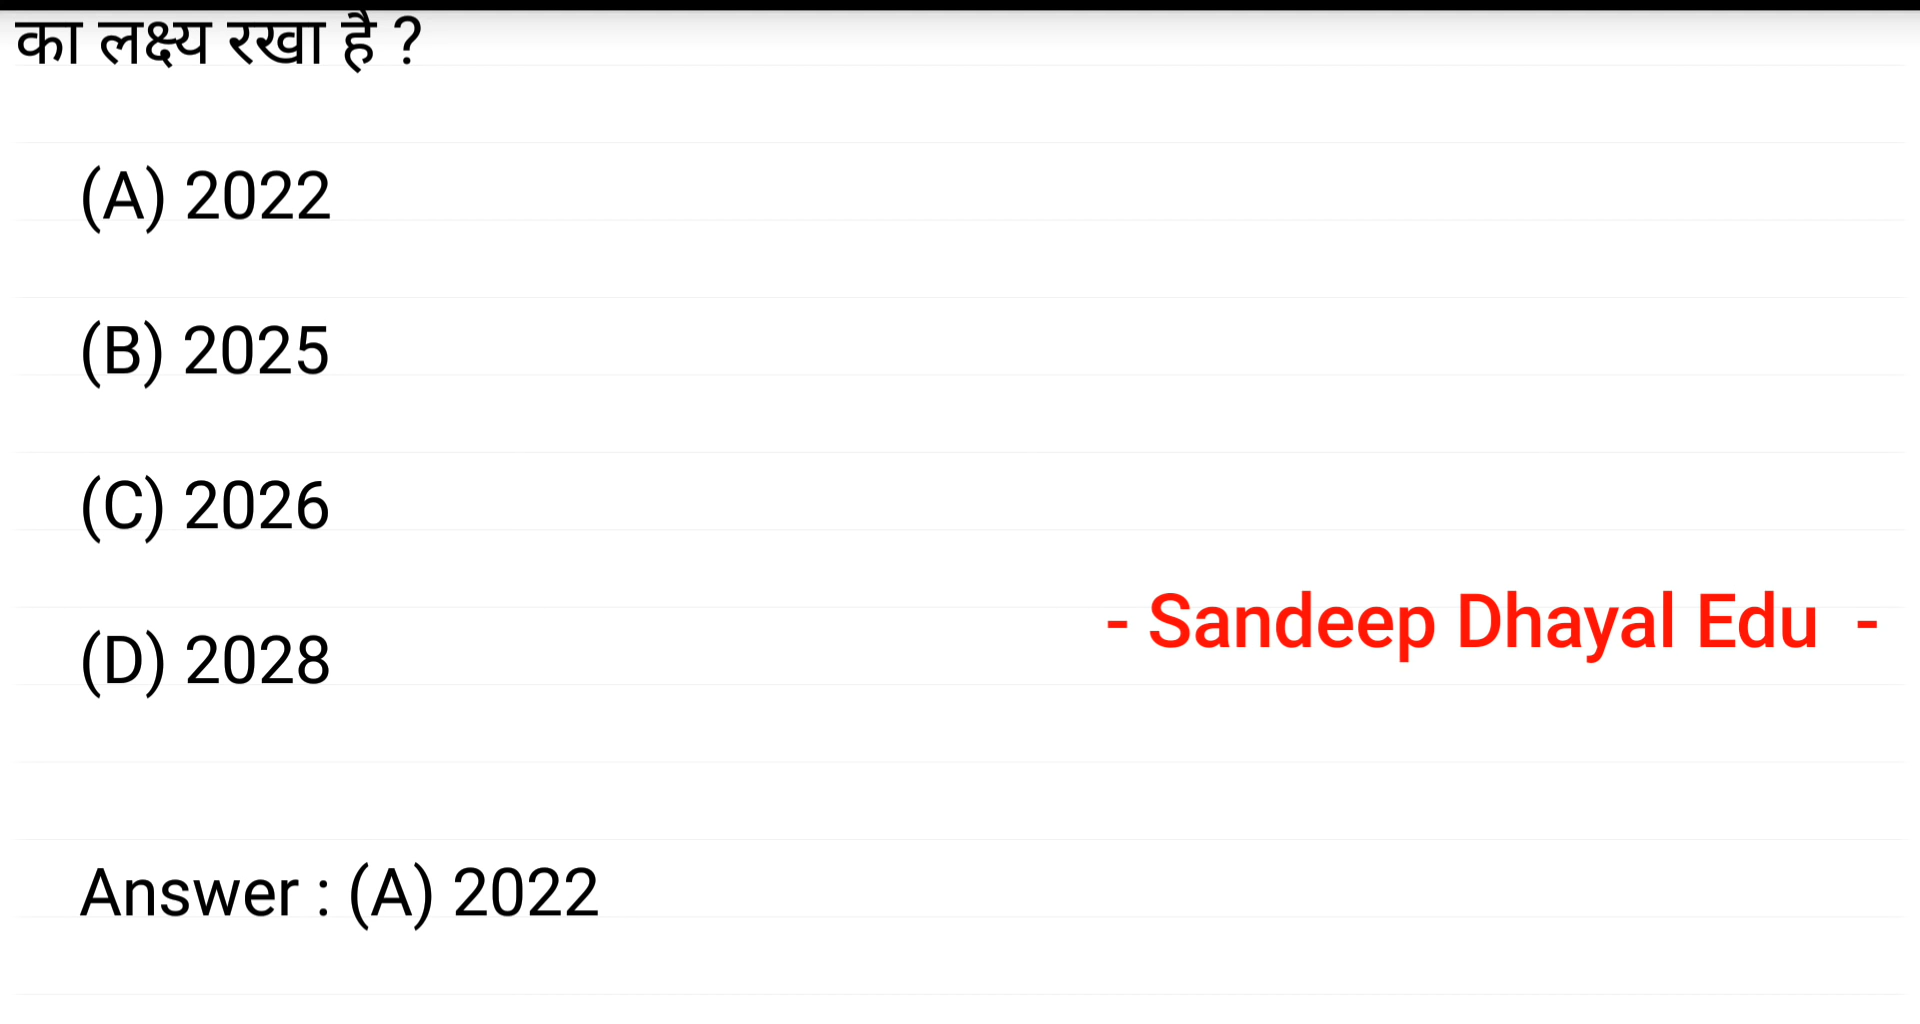 का लक्ष्य रखा है ?
(A) 2022
(B) 2025
(C) 2026
- Sandeep Dhayal Edu -
(D) 2028
Answer : (A) 2022